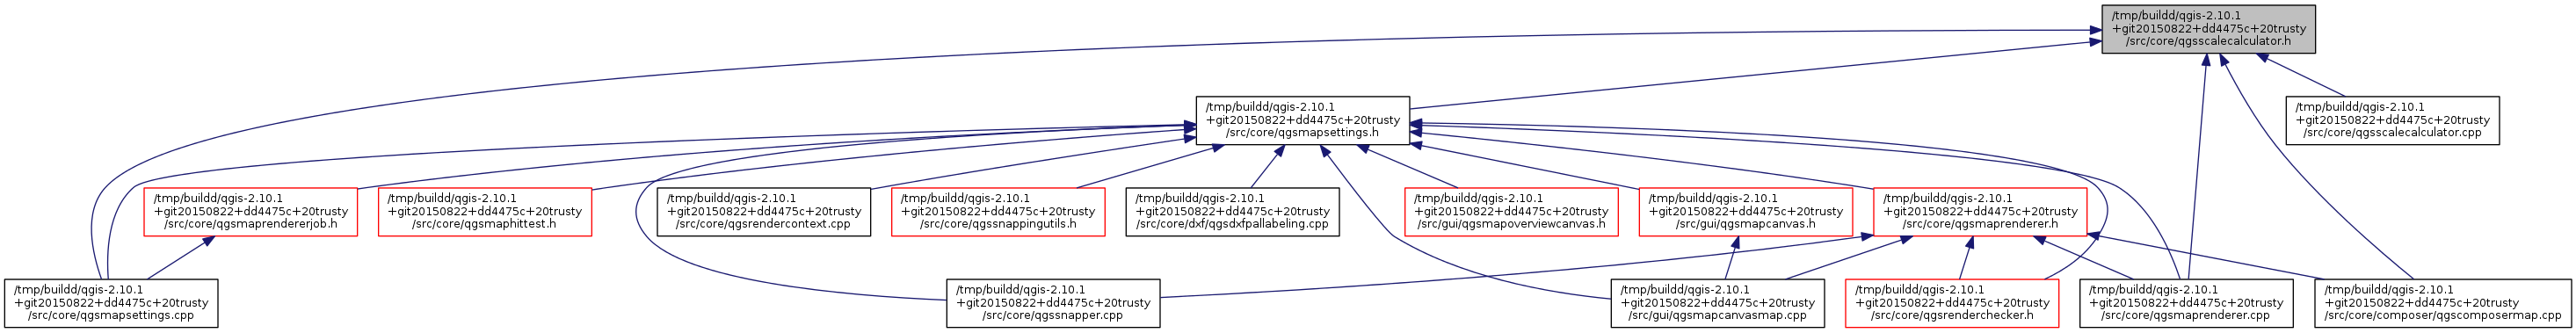 /tmp/buildd/qgis-2.10.1
+git20150822+dd4475c+20trusty
/src/core/qgsscalecalculator.h
/tmp/buildd/qgis-2.10.1
+git20150822+dd4475c+20trusty
/src/core/qgsmapsettings.h
/tmp/buildd/qgis-2.10.1
+git20150822+dd4475c+20trusty
/src/core/qgsscalecalculator.cpp
/tmp/buildd/qgis-2.10.1
+git20150822+dd4475c+20trusty
/src/core/qgsmaprendererjob.h
/tmp/buildd/qgis-2.10.1
+git20150822+dd4475c+20trusty
/src/core/qgsmaphittest.h
/tmp/buildd/qgis-2.10.1
+git20150822+dd4475c+20trusty
/src/core/qgsrendercontext.cpp
/tmp/buildd/qgis-2.10.1
+git20150822+dd4475c+20trusty
/src/core/qgssnappingutils.h
/tmp/buildd/qgis-2.10.1
+git20150822+dd4475c+20trusty
/src/core/dxf/qgsdxfpallabeling.cpp
/tmp/buildd/qgis-2.10.1
+git20150822+dd4475c+20trusty
/src/gui/qgsmapoverviewcanvas.h
/tmp/buildd/qgis-2.10.1
+git20150822+dd4475c+20trusty
/src/gui/qgsmapcanvas.h
/tmp/buildd/qgis-2.10.1
+git20150822+dd4475c+20trusty
/src/core/qgsmaprenderer.h
/tmp/buildd/qgis-2.10.1
+git20150822+dd4475c+20trusty
/src/core/qgsmapsettings.cpp
/tmp/buildd/qgis-2.10.1
+git20150822+dd4475c+20trusty
/src/core/qgssnapper.cpp
/tmp/buildd/qgis-2.10.1
+git20150822+dd4475c+20trusty
/src/gui/qgsmapcanvasmap.cpp
/tmp/buildd/qgis-2.10.1
+git20150822+dd4475c+20trusty
/src/core/qgsrenderchecker.h
/tmp/buildd/qgis-2.10.1
+git20150822+dd4475c+20trusty
/src/core/qgsmaprenderer.cpp
/tmp/buildd/qgis-2.10.1
+git20150822+dd4475c+20trusty
/src/core/composer/qgscomposermap.cpp